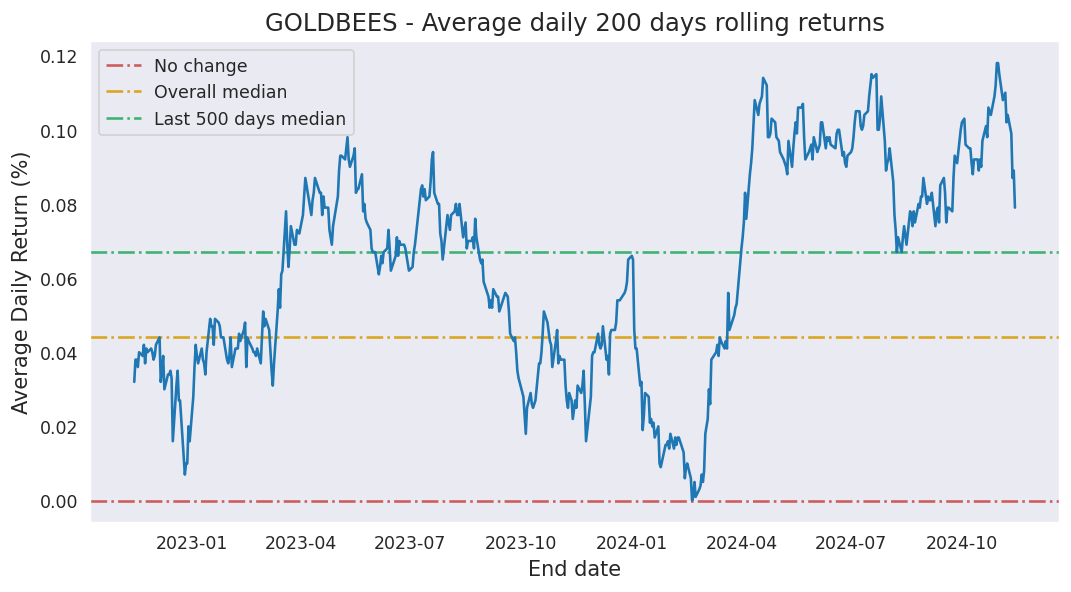 GOLDBEES - Average daily 200 days rolling returns
No change
Overall median
Last 500 days median
Average Daily Return (%)
0.12
0.10
0.08
0.06
0.04
0.02
0.00
2023-01 2023-04 2023-07 2023-10 2024-01 2024-04 2024-07 2024-10
End date